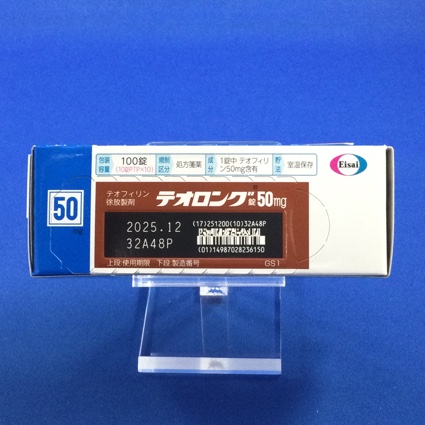 包装容量 100錠 (10錠PTP×10) 規制区分 処方箋薬 成分 1錠中 テオフィリン50mg含有 貯法 室温保存
Eisai
50
テオフィリン徐放製剤 テオロング®錠50mg
2025.12
32A48P
(17)251200(10)32A48P
(01)14987028236150
上段:使用期限 下段:製造番号 GS1